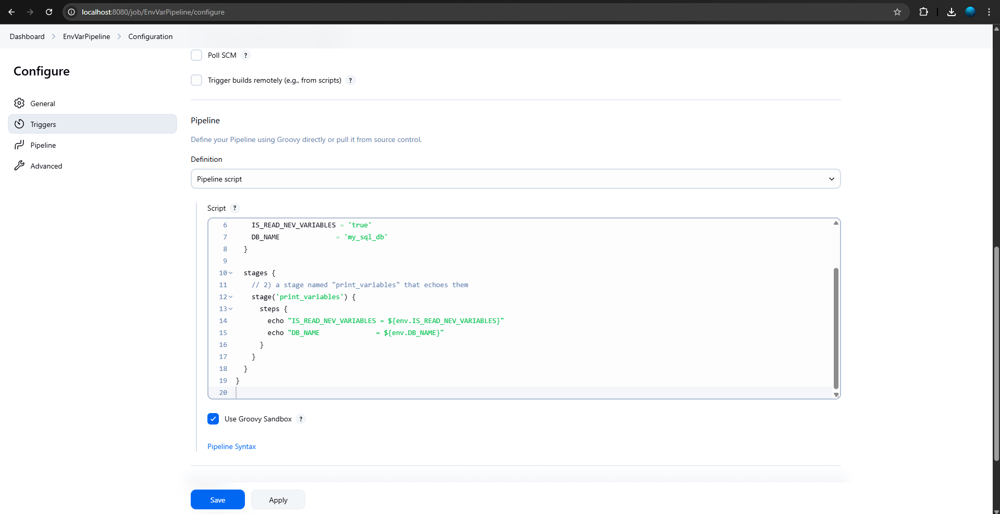 localhost:8080/job/EnvVarPipeline/configure
Dashboard > EnvVarPipeline > Configuration
Configure
General
Triggers
Pipeline
Advanced
Poll SCM ?
Trigger builds remotely (e.g., from scripts) ?
Pipeline
Define your Pipeline using Groovy directly or pull it from source control.
Definition
Pipeline script
Script ?
6 IS_READ_NEV_VARIABLES = 'true'
7 DB_NAME = 'my_sql_db'
8 }
9
10 stages {
11 // 2) a stage named "print_variables" that echoes them
12 stage('print_variables') {
13 steps {
14 echo "IS_READ_NEV_VARIABLES = ${env.IS_READ_NEV_VARIABLES}"
15 echo "DB_NAME = ${env.DB_NAME}"
16 }
17 }
18 }
19 }
20
Use Groovy Sandbox ?
Pipeline Syntax
Save Apply